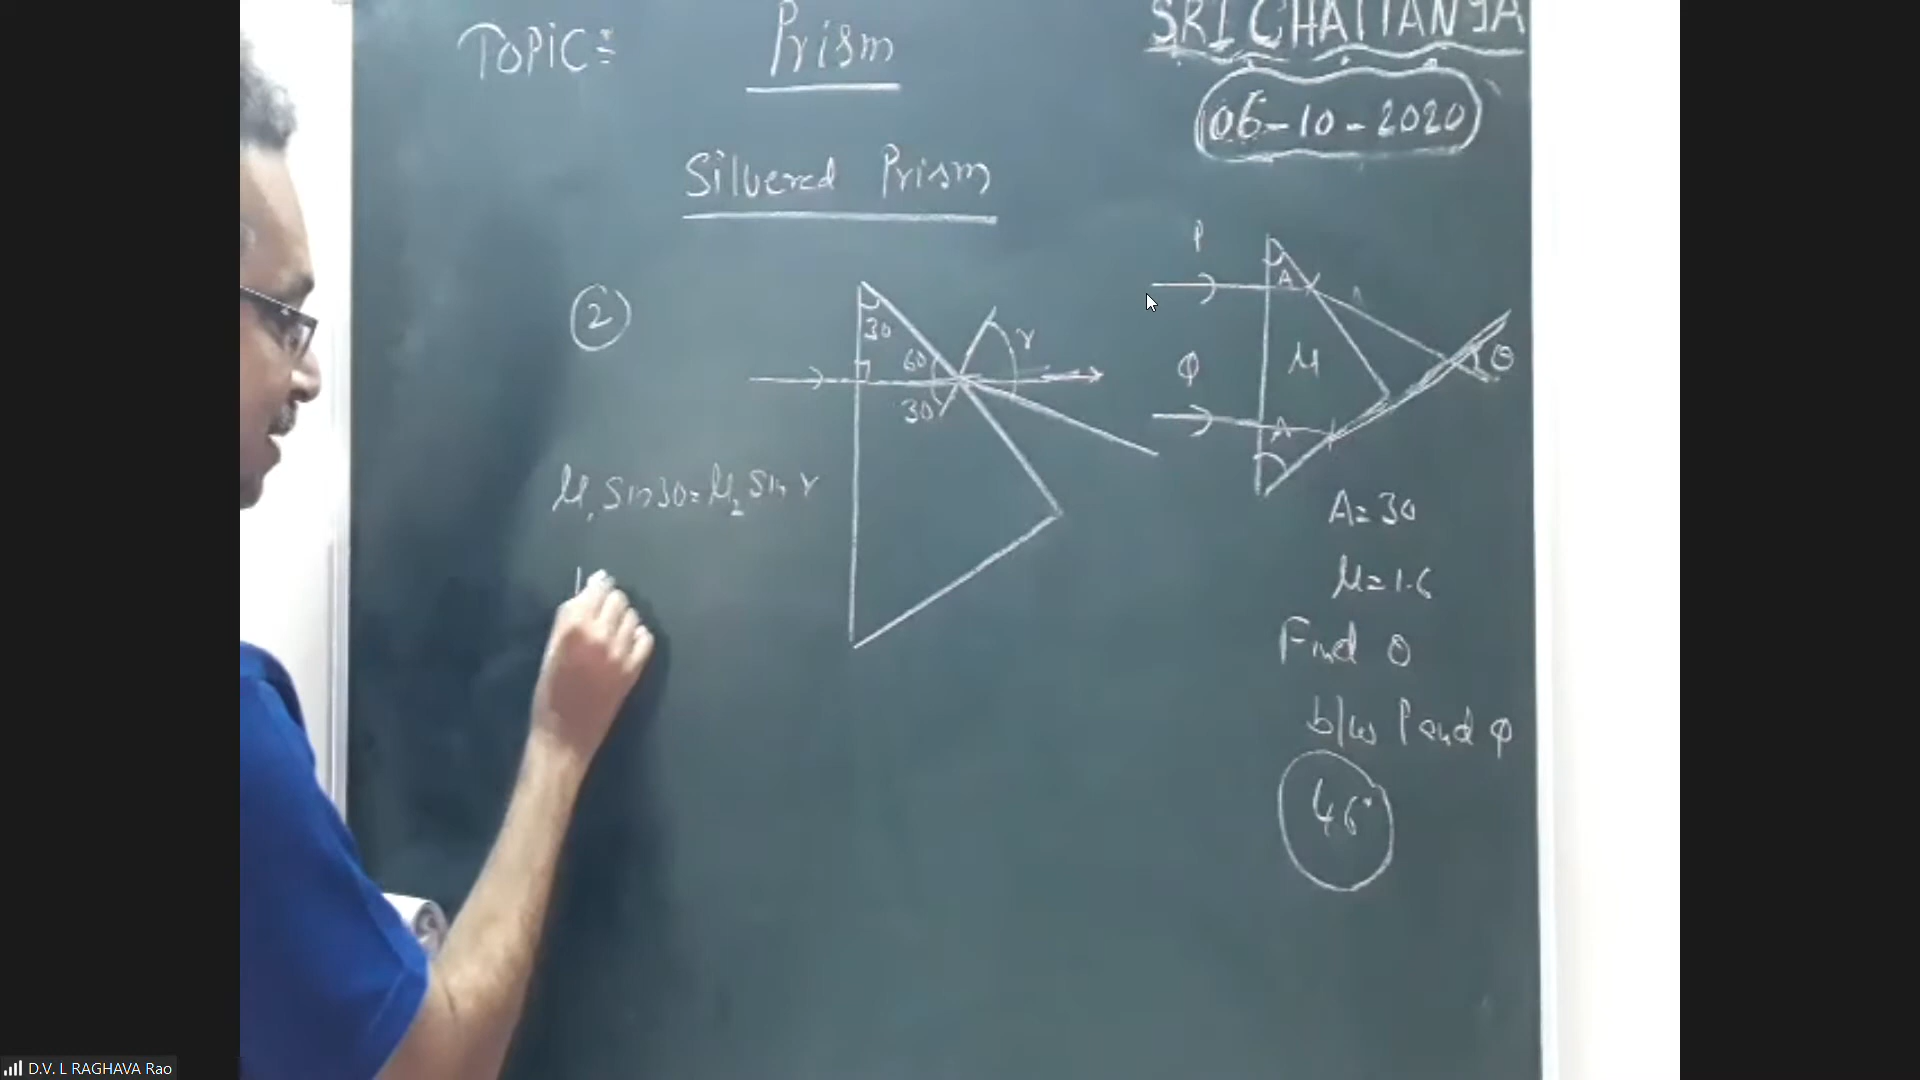 TOPIC:
Prism
SRI CHAITANYA
06-10-2020
Silvered Prism
2
30
60
30
r
μ₁ Sin30 = μ₂ Sin r
P
Q
A
μ
A
θ
A=30
μ=1.6
Find θ
b/w P and Q
46°
D.V. L RAGHAVA Rao